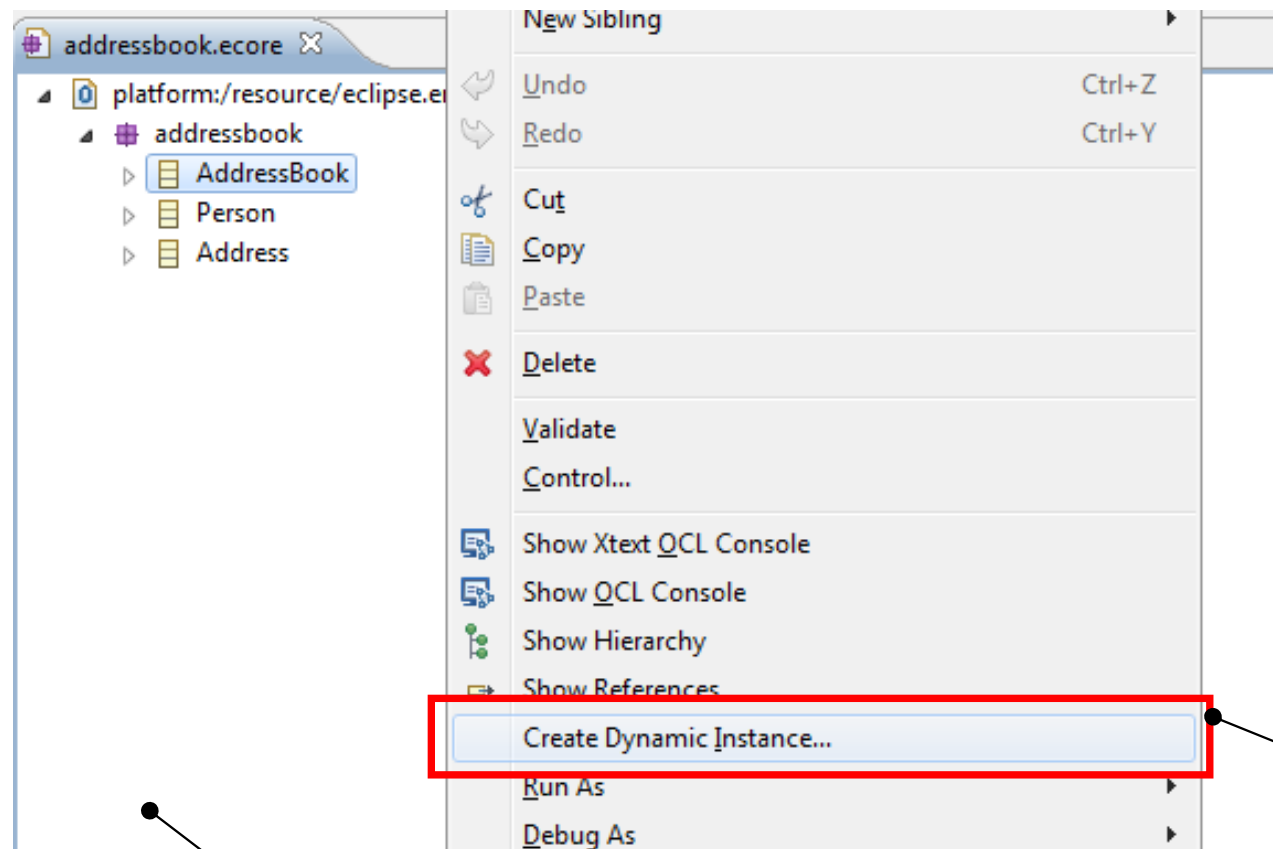 addressbook.ecore
platform:/resource/eclipse.e
addressbook
AddressBook
Person
Address
New Sibling
Undo Ctrl+Z
Redo Ctrl+Y
Cut
Copy
Paste
Delete
Validate
Control...
Show Xtext OCL Console
Show OCL Console
Show Hierarchy
Show References
Create Dynamic Instance...
Run As
Debug As